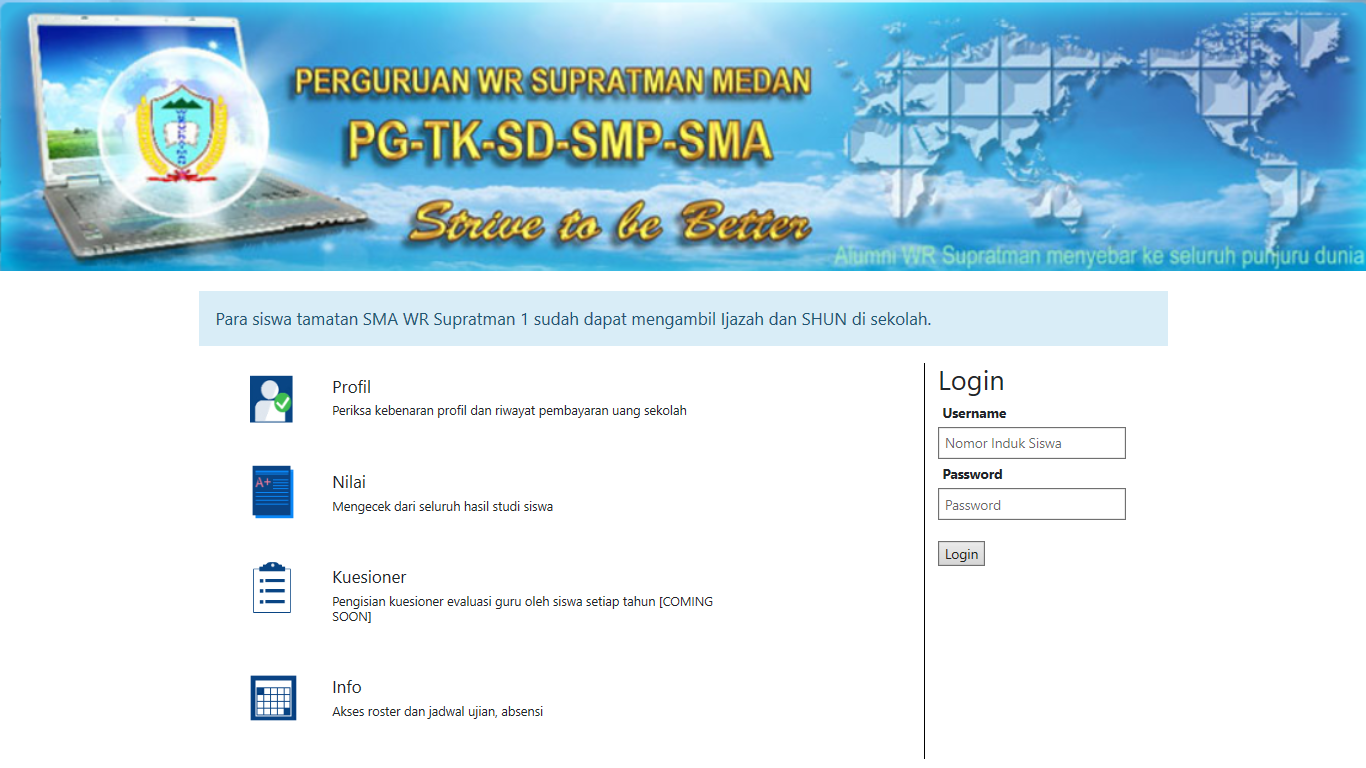 PERGURUAN WR SUPRATMAN MEDAN
PG-TK-SD-SMP-SMA
Strive to be Better
Alumni WR Supratman menyebar ke seluruh punjuru dunia
Para siswa tamatan SMA WR Supratman 1 sudah dapat mengambil Ijazah dan SHUN di sekolah.
Profil
Periksa kebenaran profil dan riwayat pembayaran uang sekolah
A+
Nilai
Mengecek dari seluruh hasil studi siswa
Kuesioner
Pengisian kuesioner evaluasi guru oleh siswa setiap tahun [COMING
SOON]
Info
Akses roster dan jadwal ujian, absensi
Login
Username
Nomor Induk Siswa
Password
Password
Login